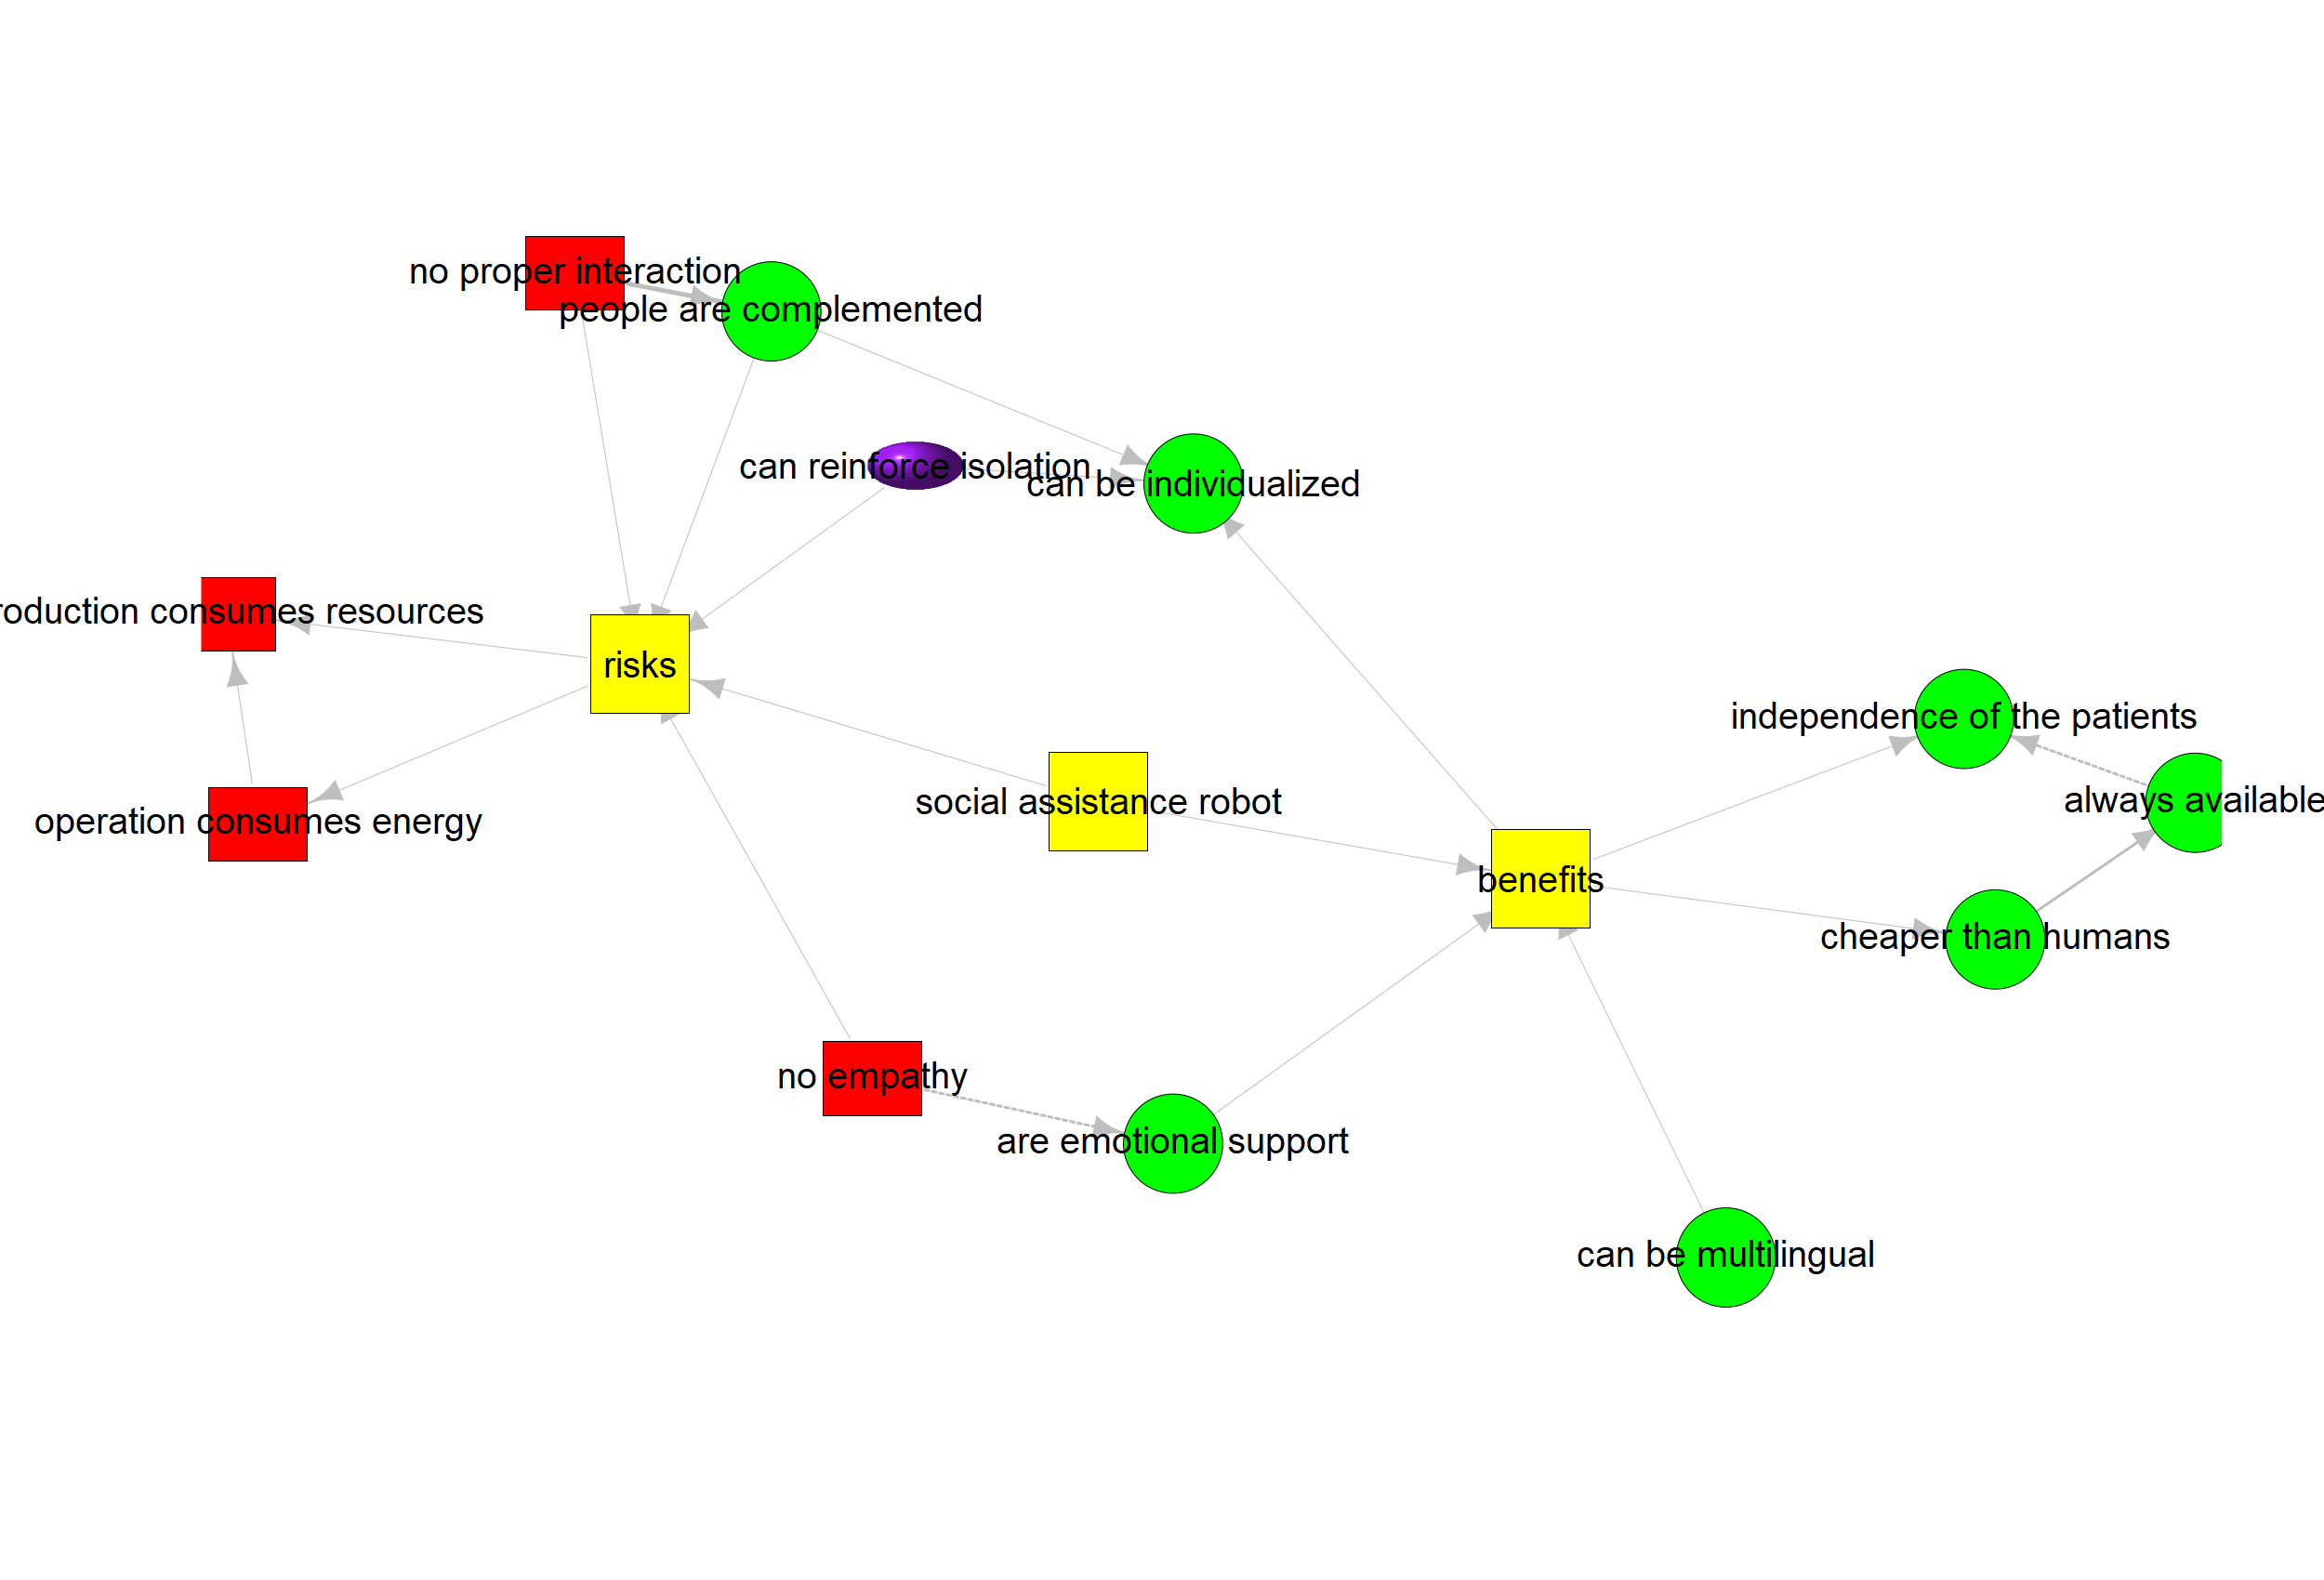 no proper interaction
people are complemented
can reinforce isolation
can be individualized
roduction consumes resources
risks
independence of the patients
social assistance robot
always available
operation consumes energy
benefits
cheaper than humans
no empathy
are emotional support
can be multilingual